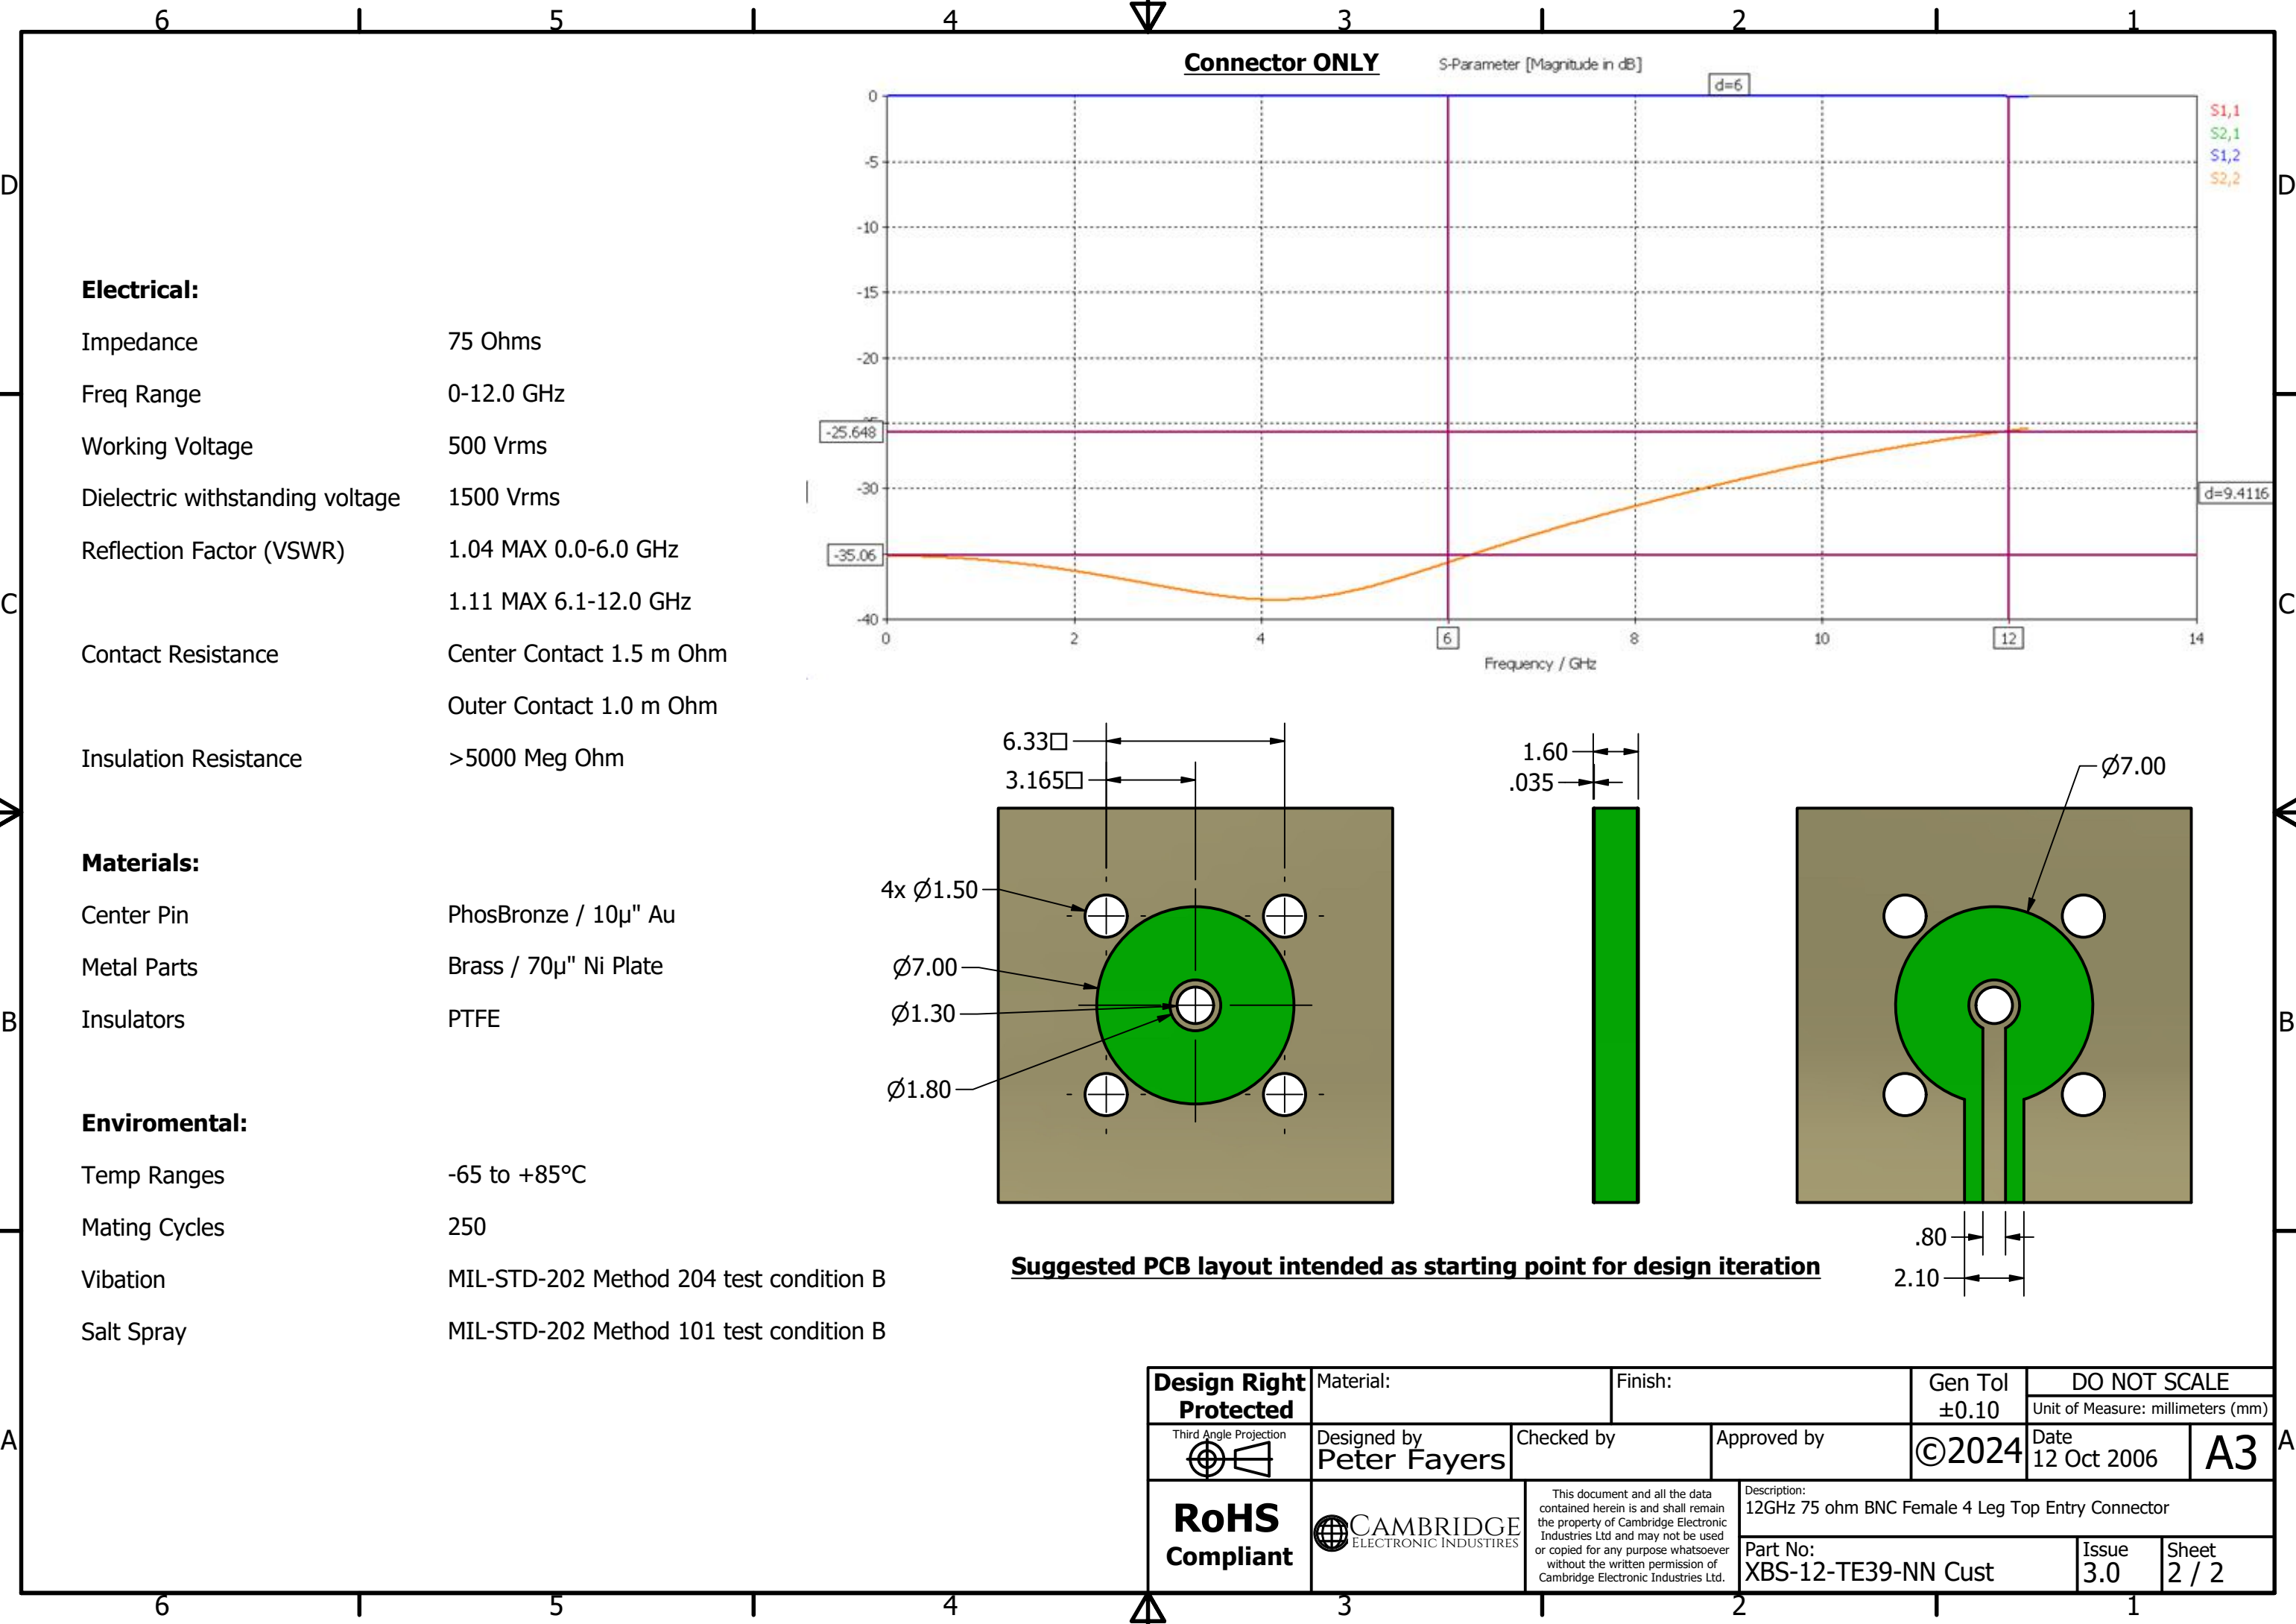 6 5 4 3 2 1
D
D
C
C
B
B
A
A
Connector ONLY
S-Parameter [Magnitude in dB]
d=6
0
-5
-10
-15
-20
-25.648
-30
-35.06
-40
0 2 4 6 8 10 12 14
Frequency / GHz
d=9.4116
S1,1
S2,1
S1,2
S2,2
Electrical:
Impedance 75 Ohms
Freq Range 0-12.0 GHz
Working Voltage 500 Vrms
Dielectric withstanding voltage 1500 Vrms
Reflection Factor (VSWR) 1.04 MAX 0.0-6.0 GHz
1.11 MAX 6.1-12.0 GHz
Contact Resistance Center Contact 1.5 m Ohm
Outer Contact 1.0 m Ohm
Insulation Resistance >5000 Meg Ohm
Materials:
Center Pin PhosBronze / 10µ" Au
Metal Parts Brass / 70µ" Ni Plate
Insulators PTFE
Enviromental:
Temp Ranges -65 to +85°C
Mating Cycles 250
Vibation MIL-STD-202 Method 204 test condition B
Salt Spray MIL-STD-202 Method 101 test condition B
6.33□
3.165□
4x Ø1.50
Ø7.00
Ø1.30
Ø1.80
1.60
.035
Ø7.00
.80
2.10
Suggested PCB layout intended as starting point for design iteration
Design Right
Protected
Material:
Finish:
Gen Tol
±0.10
DO NOT SCALE
Unit of Measure: millimeters (mm)
Third Angle Projection
Designed by
Peter Fayers
Checked by
Approved by
©2024
Date
12 Oct 2006
A3
RoHS
Compliant
CAMBRIDGE
ELECTRONIC INDUSTIRES
This document and all the data
contained herein is and shall remain
the property of Cambridge Electronic
Industries Ltd and may not be used
or copied for any purpose whatsoever
without the written permission of
Cambridge Electronic Industries Ltd.
Description:
12GHz 75 ohm BNC Female 4 Leg Top Entry Connector
Part No:
XBS-12-TE39-NN Cust
Issue
3.0
Sheet
2 / 2
6 5 4 3 2 1